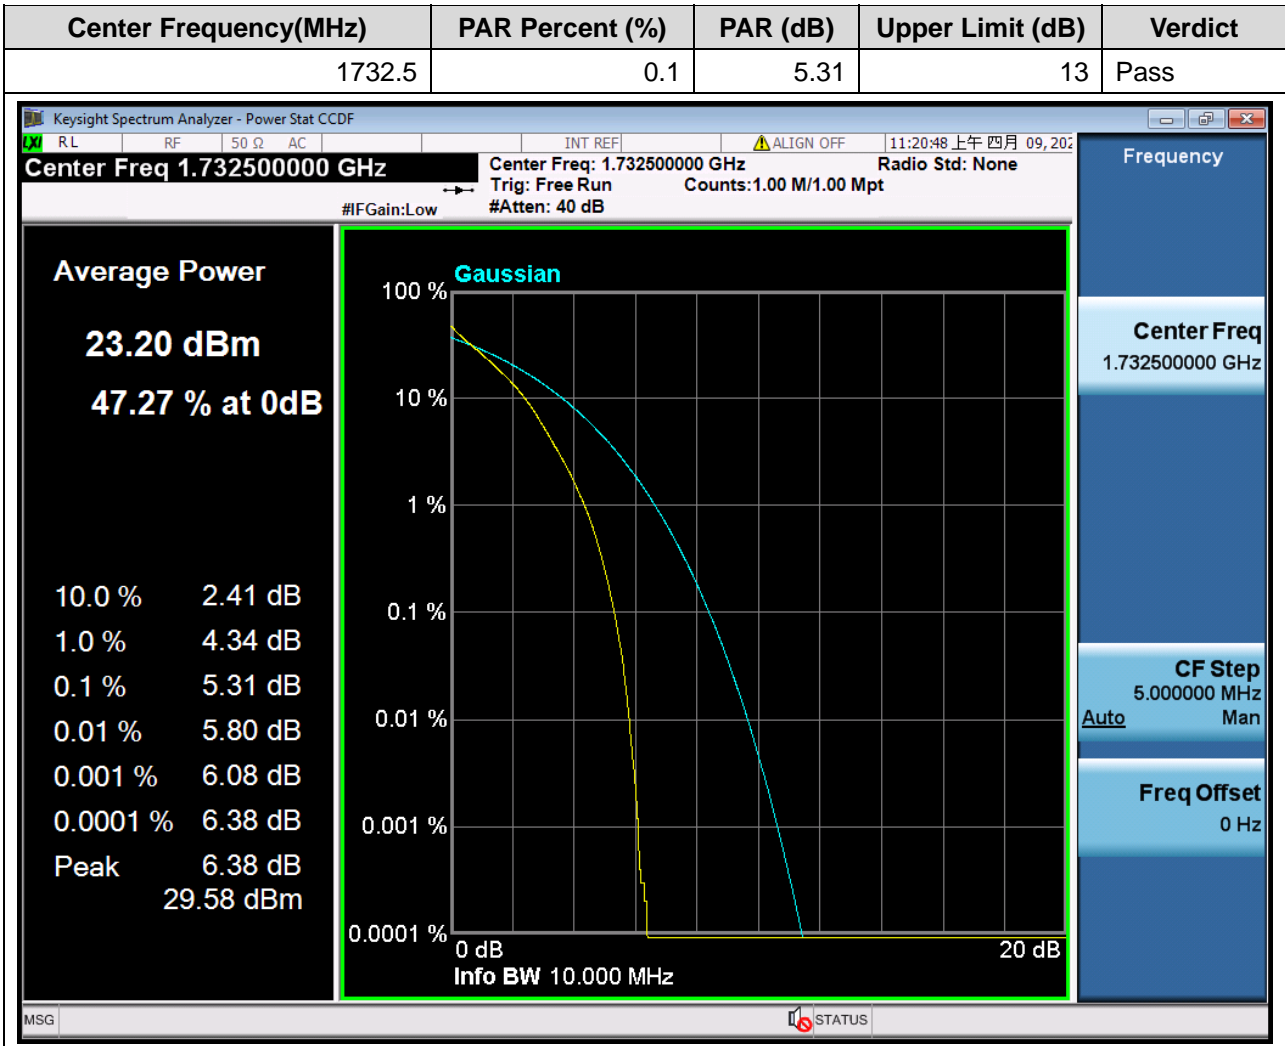 Center Frequency(MHz) PAR Percent (%) PAR (dB) Upper Limit (dB) Verdict
1732.5 0.1 5.31 13 Pass
Keysight Spectrum Analyzer - Power Stat CCDF
LXI RL RF 50 Ω AC INT REF ALIGN OFF 11:20:48 上午 四月 09, 202
Center Freq 1.732500000 GHz
#IFGain:Low
Center Freq: 1.732500000 GHz Radio Std: None
Trig: Free Run Counts:1.00 M/1.00 Mpt
#Atten: 40 dB
Average Power
23.20 dBm
47.27 % at 0dB
10.0 % 2.41 dB
1.0 % 4.34 dB
0.1 % 5.31 dB
0.01 % 5.80 dB
0.001 % 6.08 dB
0.0001 % 6.38 dB
Peak 6.38 dB
29.58 dBm
Gaussian
100 %
10 %
1 %
0.1 %
0.01 %
0.001 %
0.0001 %
0 dB 20 dB
Info BW 10.000 MHz
Frequency
Center Freq
1.732500000 GHz
CF Step
5.000000 MHz
Auto Man
Freq Offset
0 Hz
MSG STATUS